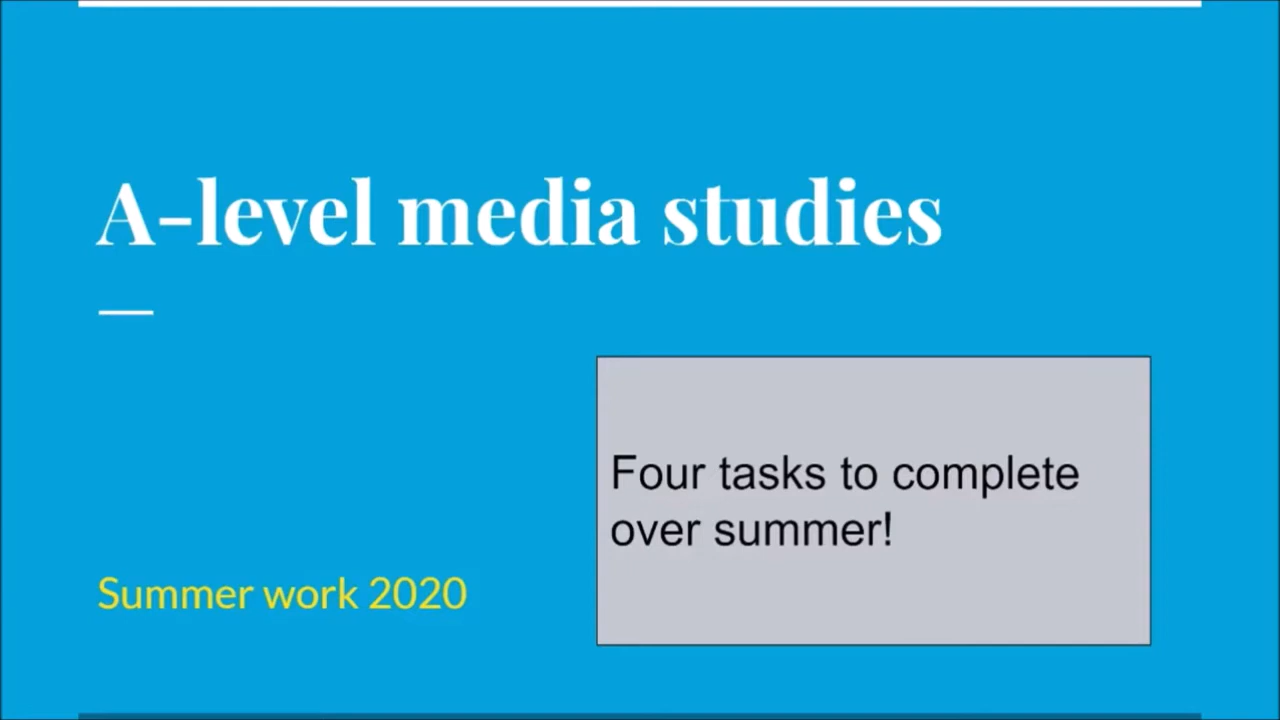 A-level media studies
Four tasks to complete
over summer!
Summer work 2020